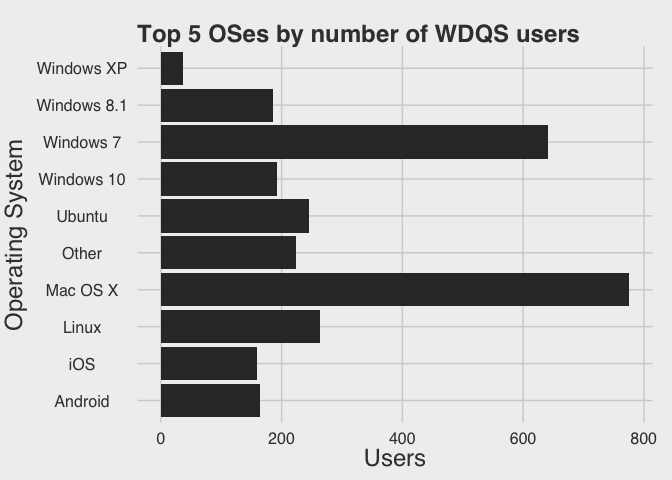 Top 5 OSes by number of WDQS users
Operating System
Windows XP
Windows 8.1
Windows 7
Windows 10
Ubuntu
Other
Mac OS X
Linux
iOS
Android
0 200 400 600 800
Users